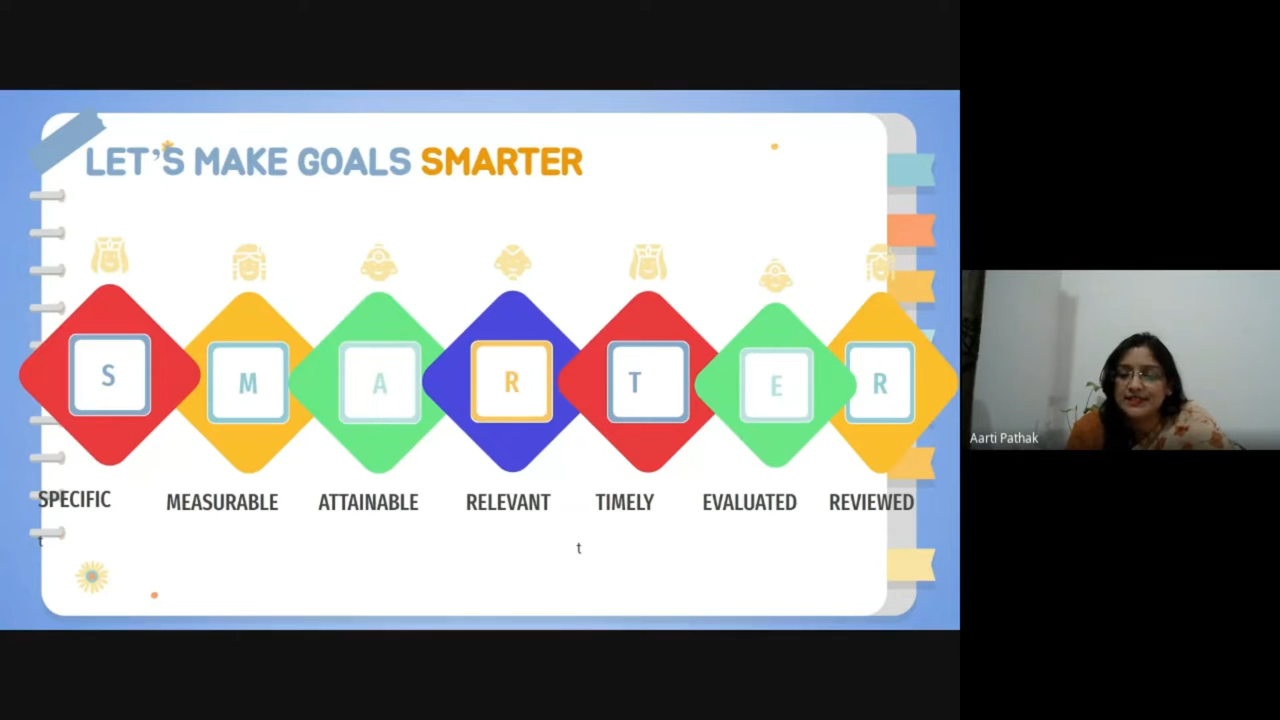 LET'S MAKE GOALS SMARTER
S M A R T E R
SPECIFIC MEASURABLE ATTAINABLE RELEVANT TIMELY EVALUATED REVIEWED
t t
Aarti Pathak